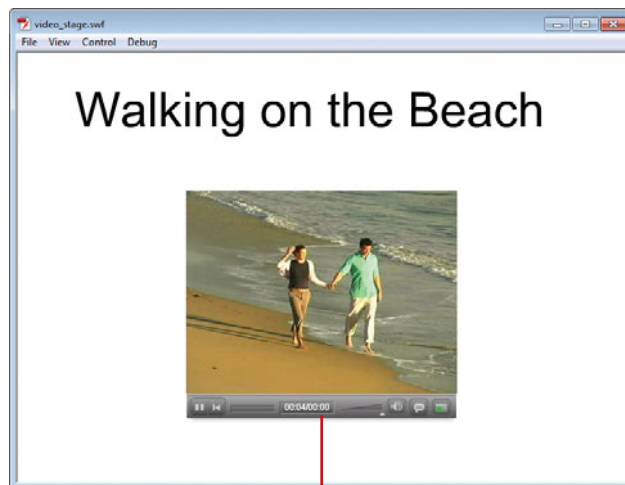 video_stage.swf
File View Control Debug
Walking on the Beach
00:04/00:00